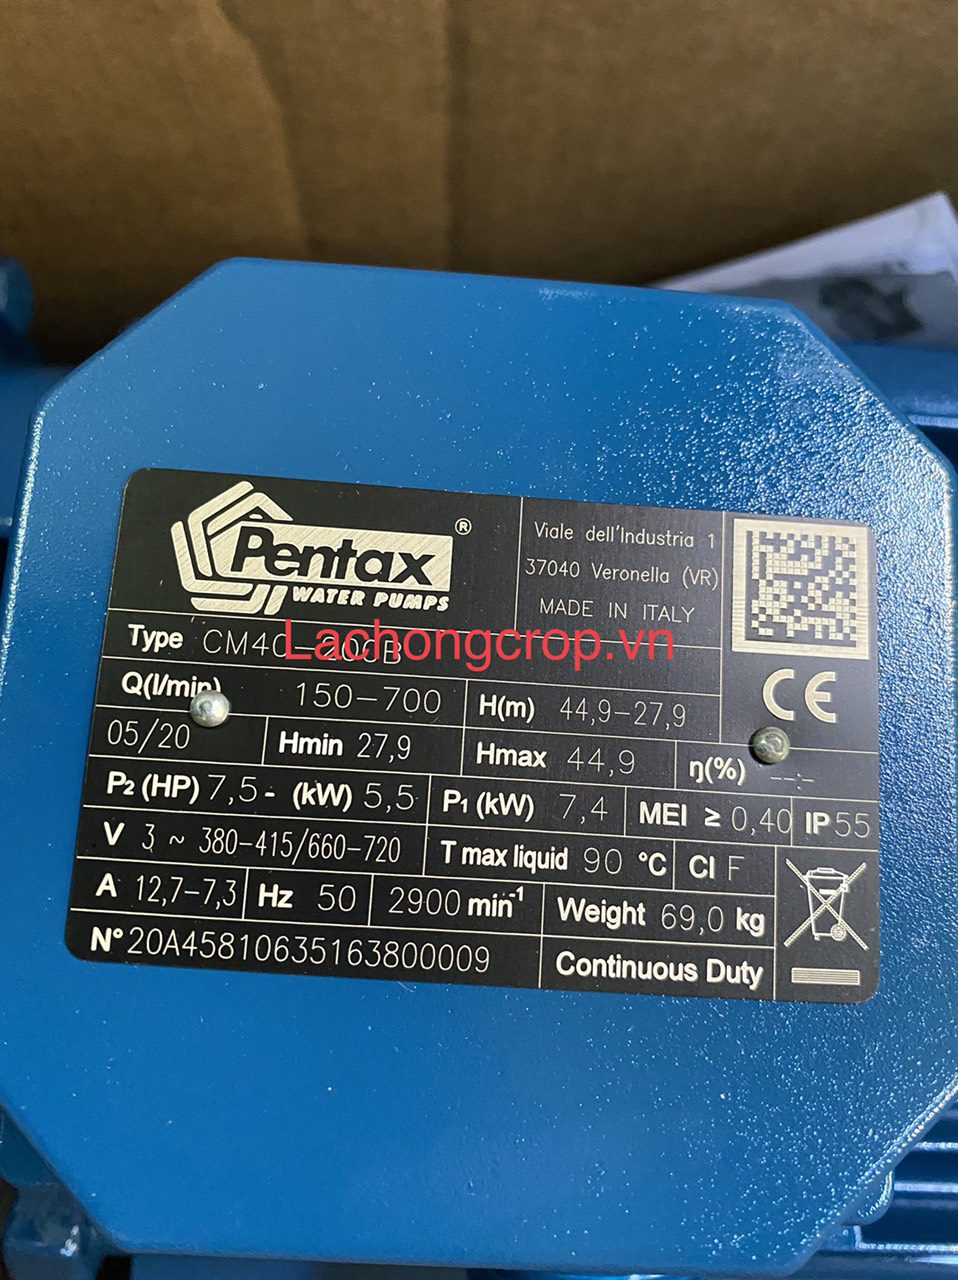 Pentax ®
WATER PUMPS
Viale dell'Industria 1
37040 Veronella (VR)
MADE IN ITALY
Type CM40-200B
Lachongcrop.vn
CE
Q(l/min) 150-700 H(m) 44,9-27,9
05/20 Hmin 27,9 Hmax 44,9 η(%) --.-
P2 (HP) 7,5 - (kW) 5,5 P1 (kW) 7,4 MEI ≥ 0,40 IP 55
V 3 ~ 380-415/660-720 T max liquid 90 °C Cl F
A 12,7-7,3 Hz 50 2900 min-1 Weight 69,0 kg
N° 20A45810635163800009 Continuous Duty